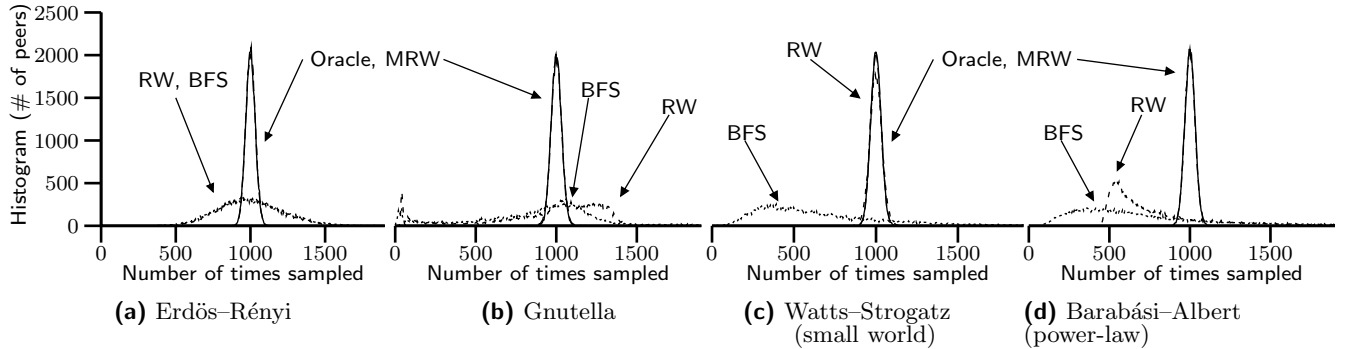 Histogram (# of peers)
2500
2000
1500
1000
500
0
RW, BFS
Oracle, MRW
BFS
RW
RW
Oracle, MRW
BFS
RW
BFS
0 500 1000 1500
Number of times sampled
0 500 1000 1500
Number of times sampled
0 500 1000 1500
Number of times sampled
0 500 1000 1500
Number of times sampled
(a) Erdös–Rényi
(b) Gnutella
(c) Watts–Strogatz
(small world)
(d) Barabási–Albert
(power-law)